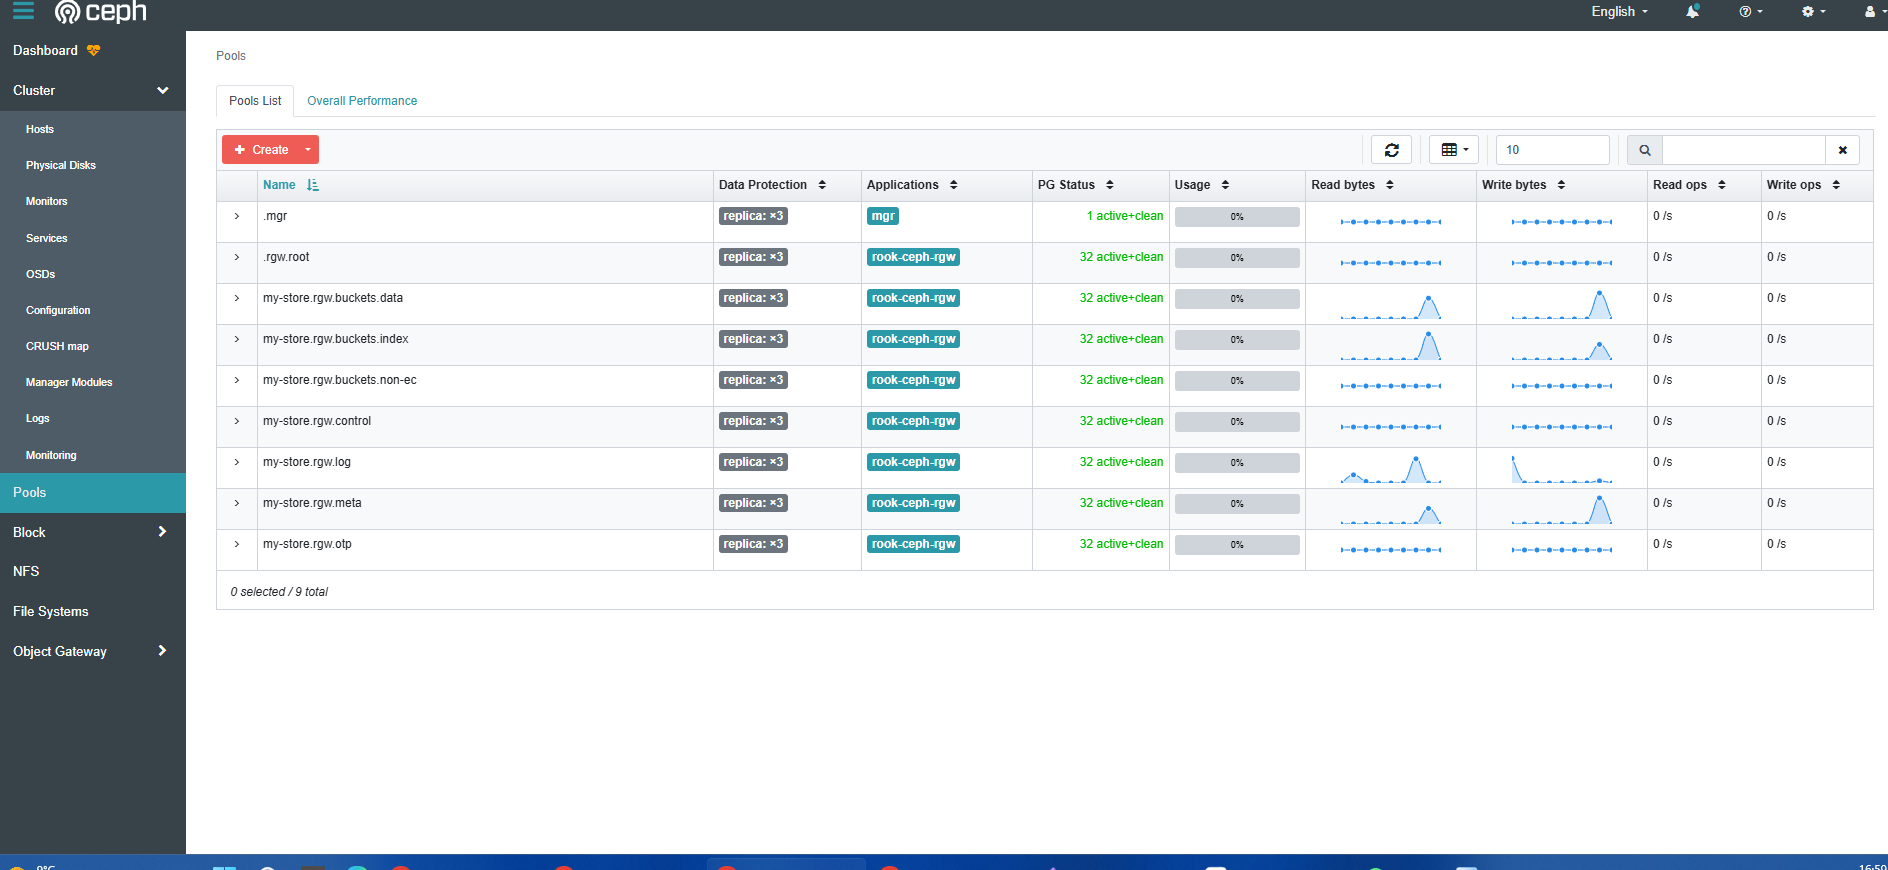 ceph
English
Dashboard
Cluster
Hosts
Physical Disks
Monitors
Services
OSDs
Configuration
CRUSH map
Manager Modules
Logs
Monitoring
Pools
Block
NFS
File Systems
Object Gateway
Pools
Pools List Overall Performance
Create 10
Name Data Protection Applications PG Status Usage Read bytes Write bytes Read ops Write ops
.mgr replica: ×3 mgr 1 active+clean 0% 0 /s 0 /s
.rgw.root replica: ×3 rook-ceph-rgw 32 active+clean 0% 0 /s 0 /s
my-store.rgw.buckets.data replica: ×3 rook-ceph-rgw 32 active+clean 0% 0 /s 0 /s
my-store.rgw.buckets.index replica: ×3 rook-ceph-rgw 32 active+clean 0% 0 /s 0 /s
my-store.rgw.buckets.non-ec replica: ×3 rook-ceph-rgw 32 active+clean 0% 0 /s 0 /s
my-store.rgw.control replica: ×3 rook-ceph-rgw 32 active+clean 0% 0 /s 0 /s
my-store.rgw.log replica: ×3 rook-ceph-rgw 32 active+clean 0% 0 /s 0 /s
my-store.rgw.meta replica: ×3 rook-ceph-rgw 32 active+clean 0% 0 /s 0 /s
my-store.rgw.otp replica: ×3 rook-ceph-rgw 32 active+clean 0% 0 /s 0 /s
0 selected / 9 total